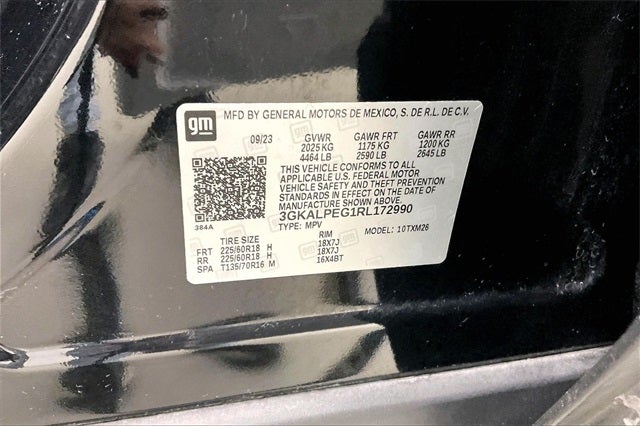 gm
MFD BY GENERAL MOTORS DE MEXICO, S. DE R.L. DE C.V.
09/23 GVWR GAWR FRT GAWR RR
2025 KG 1175 KG 1200 KG
4464 LB 2590 LB 2645 LB
THIS VEHICLE CONFORMS TO ALL
APPLICABLE U.S. FEDERAL MOTOR
VEHICLE SAFETY AND THEFT PREVENTION
STANDARDS IN EFFECT ON THE DATE OF
MANUFACTURE SHOWN ABOVE.
3GKALPEG1RL172990
384A
TYPE: MPV MODEL: 10TXM26
TIRE SIZE RIM
FRT 225/60R18 H 18X7J
RR 225/60R18 H 18X7J
SPA T135/70R16 M 16X4BT